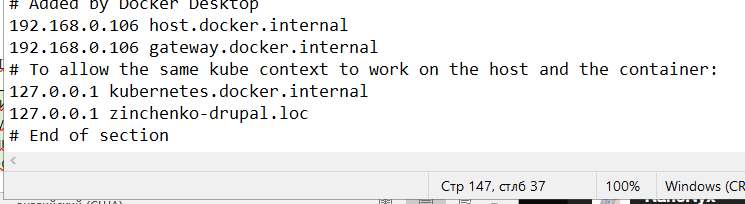 # Added by Docker Desktop
192.168.0.106 host.docker.internal
192.168.0.106 gateway.docker.internal
# To allow the same kube context to work on the host and the container:
127.0.0.1 kubernetes.docker.internal
127.0.0.1 zinchenko-drupal.loc
# End of section
Стр 147, стлб 37
100%
Windows (CR